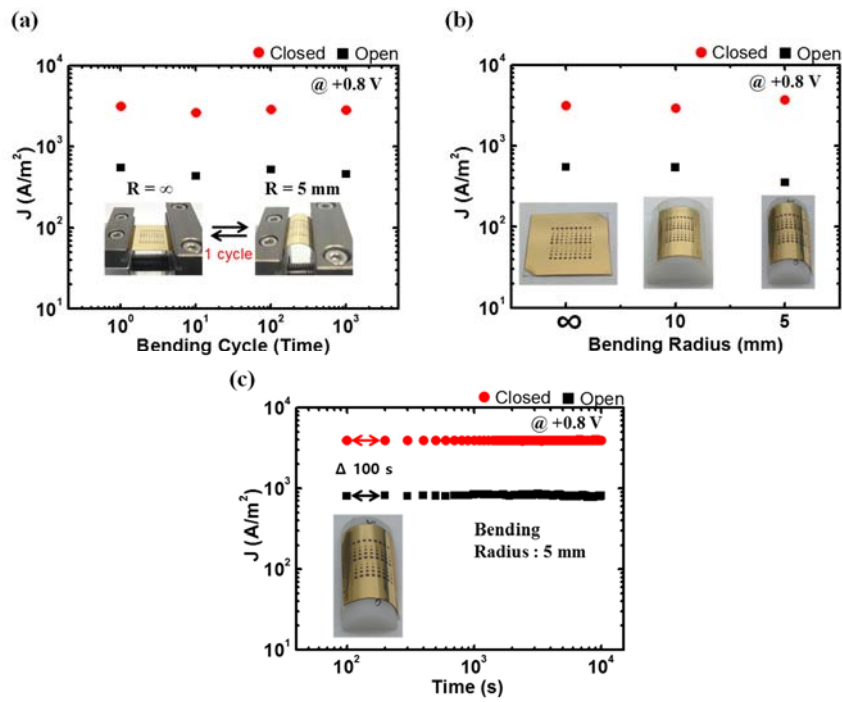 (a)
Closed Open
@ +0.8 V
10⁴
10³
10²
10¹
J (A/m²)
R = ∞
R = 5 mm
1 cycle
10⁰ 10¹ 10² 10³
Bending Cycle (Time)
(b)
Closed Open
@ +0.8 V
10⁴
10³
10²
10¹
J (A/m²)
∞ 10 5
Bending Radius (mm)
(c)
Closed Open
@ +0.8 V
10⁴
10³
10²
10¹
J (A/m²)
Δ 100 s
Bending
Radius : 5 mm
10² 10³ 10⁴
Time (s)